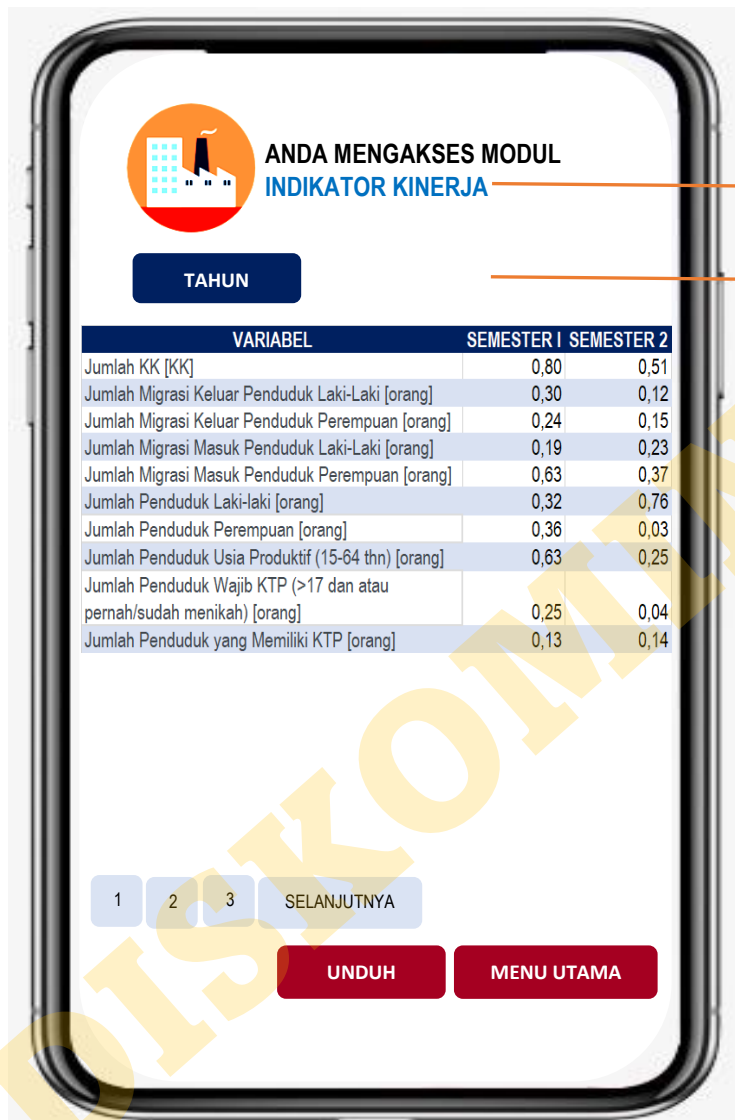 ANDA MENGAKSES MODUL
INDIKATOR KINERJA
TAHUN
VARIABEL SEMESTER I SEMESTER 2
Jumlah KK [KK] 0,80 0,51
Jumlah Migrasi Keluar Penduduk Laki-Laki [orang] 0,30 0,12
Jumlah Migrasi Keluar Penduduk Perempuan [orang] 0,24 0,15
Jumlah Migrasi Masuk Penduduk Laki-Laki [orang] 0,19 0,23
Jumlah Migrasi Masuk Penduduk Perempuan [orang] 0,63 0,37
Jumlah Penduduk Laki-laki [orang] 0,32 0,76
Jumlah Penduduk Perempuan [orang] 0,36 0,03
Jumlah Penduduk Usia Produktif (15-64 thn) [orang] 0,63 0,25
Jumlah Penduduk Wajib KTP (>17 dan atau
pernah/sudah menikah) [orang] 0,25 0,04
Jumlah Penduduk yang Memiliki KTP [orang] 0,13 0,14
1 2 3 SELANJUTNYA
UNDUH MENU UTAMA
DISKOMIN